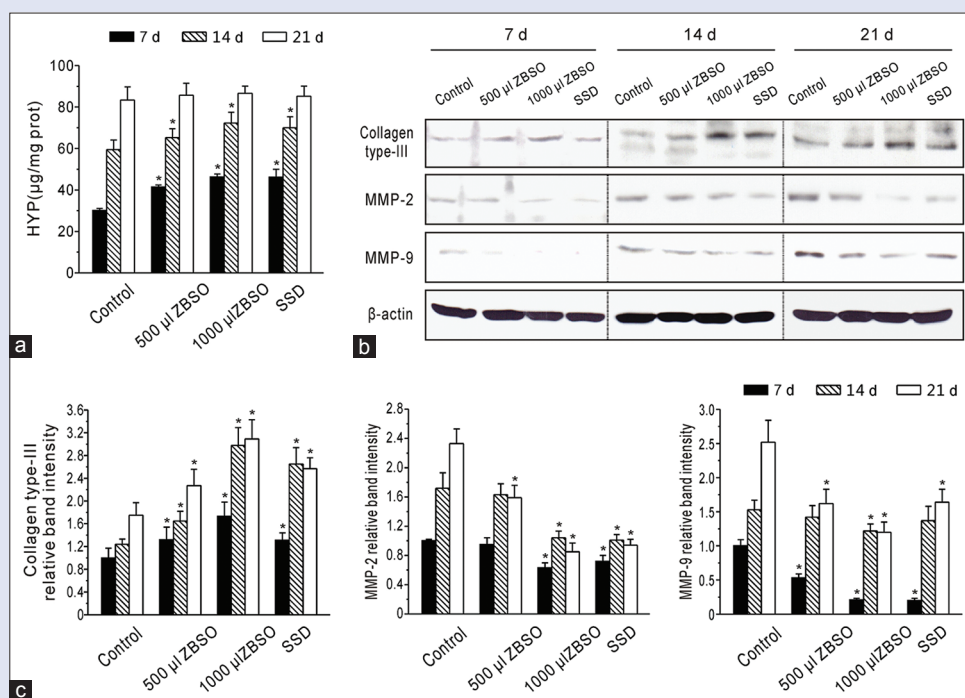 7 d 14 d 21 d
HYP(μg/mg prot)
100
80
60
40
20
0
* * * * * *
Control
500 μl ZBSO
1000 μlZBSO
SSD
a
7 d 14 d 21 d
Control 500 μl ZBSO 1000 μl ZBSO SSD Control 500 μl ZBSO 1000 μl ZBSO SSD Control 500 μl ZBSO 1000 μl ZBSO SSD
Collagen
type-III
MMP-2
MMP-9
β-actin
b
Collagen type-III
relative band intensity
3.6
3.0
2.4
1.8
1.2
0.6
0
* * * * * * * * *
Control
500 μl ZBSO
1000 μlZBSO
SSD
MMP-2 relative band intensity
2.8
2.4
1.8
1.4
1.0
0.8
0.4
0
* * * * * * *
Control
500 μl ZBSO
1000 μlZBSO
SSD
7 d 14 d 21 d
MMP-9 relative band intensity
3.0
2.5
2.0
1.5
1.0
0.5
0
* * * * * * *
Control
500 μl ZBSO
1000 μlZBSO
SSD
c